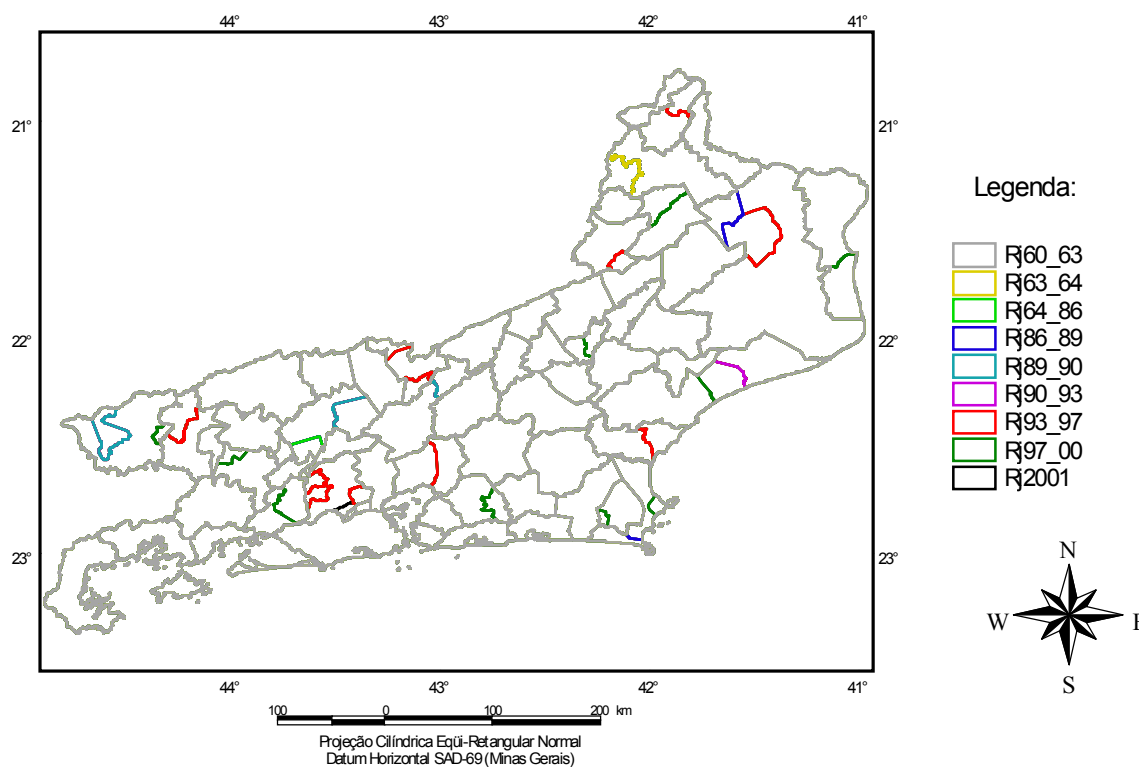 44° 43° 42° 41°
21° 21°
Legenda:
Rj60_63
Rj63_64
Rj64_86
Rj86_89
Rj89_90
Rj90_93
Rj93_97
Rj97_00
Rj2001
22° 22°
23° 23°
N
W E
S
44° 43° 42° 41°
100 0 100 200 km
Projeção Cilíndrica Eqüi-Retangular Normal
Datum Horizontal SAD-69 (Minas Gerais)